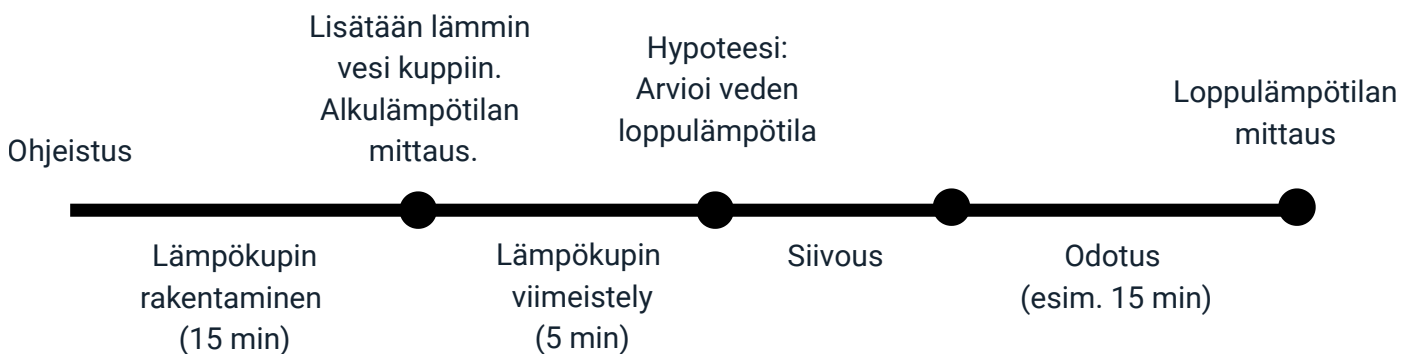 Ohjeistus
Lisätään lämmin
vesi kuppiin.
Alkulämpötilan
mittaus.
Hypoteesi:
Arvioi veden
loppulämpötila
Loppulämpötilan
mittaus
Lämpökupin
rakentaminen
(15 min)
Lämpökupin
viimeistely
(5 min)
Siivous
Odotus
(esim. 15 min)